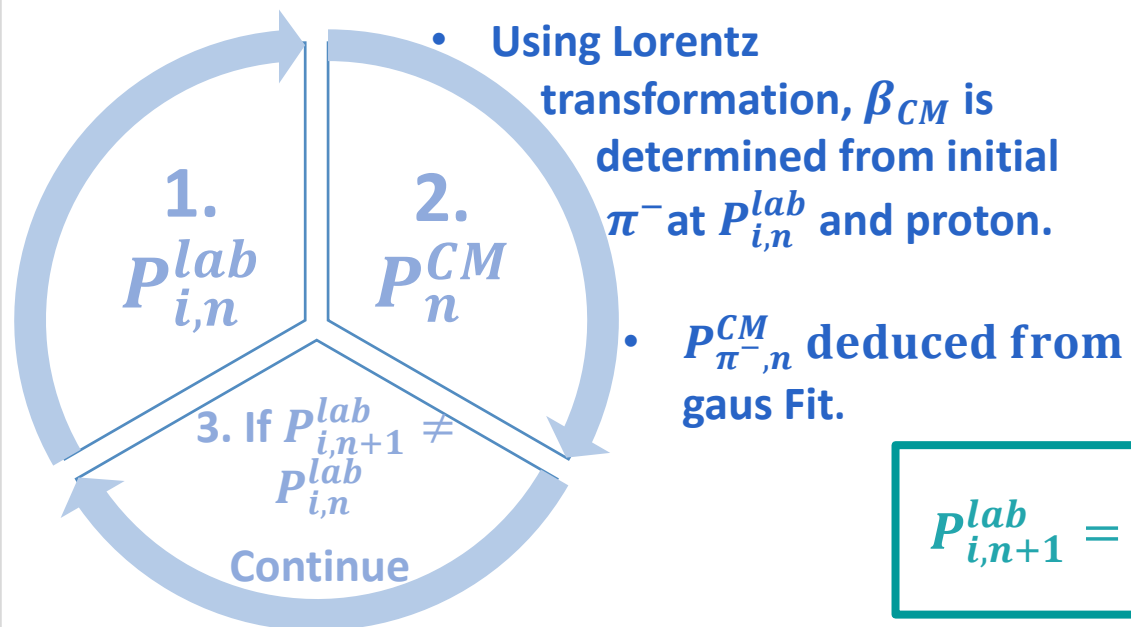 1.
P_{i,n}^{lab}
2.
P_{n}^{CM}
3. If P_{i,n+1}^{lab} ≠
P_{i,n}^{lab}
Continue
• Using Lorentz
transformation, β_{CM} is
determined from initial
π^{-} at P_{i,n}^{lab} and proton.
• P_{π^{-},n}^{CM} deduced from
gaus Fit.
P_{i,n+1}^{lab} =